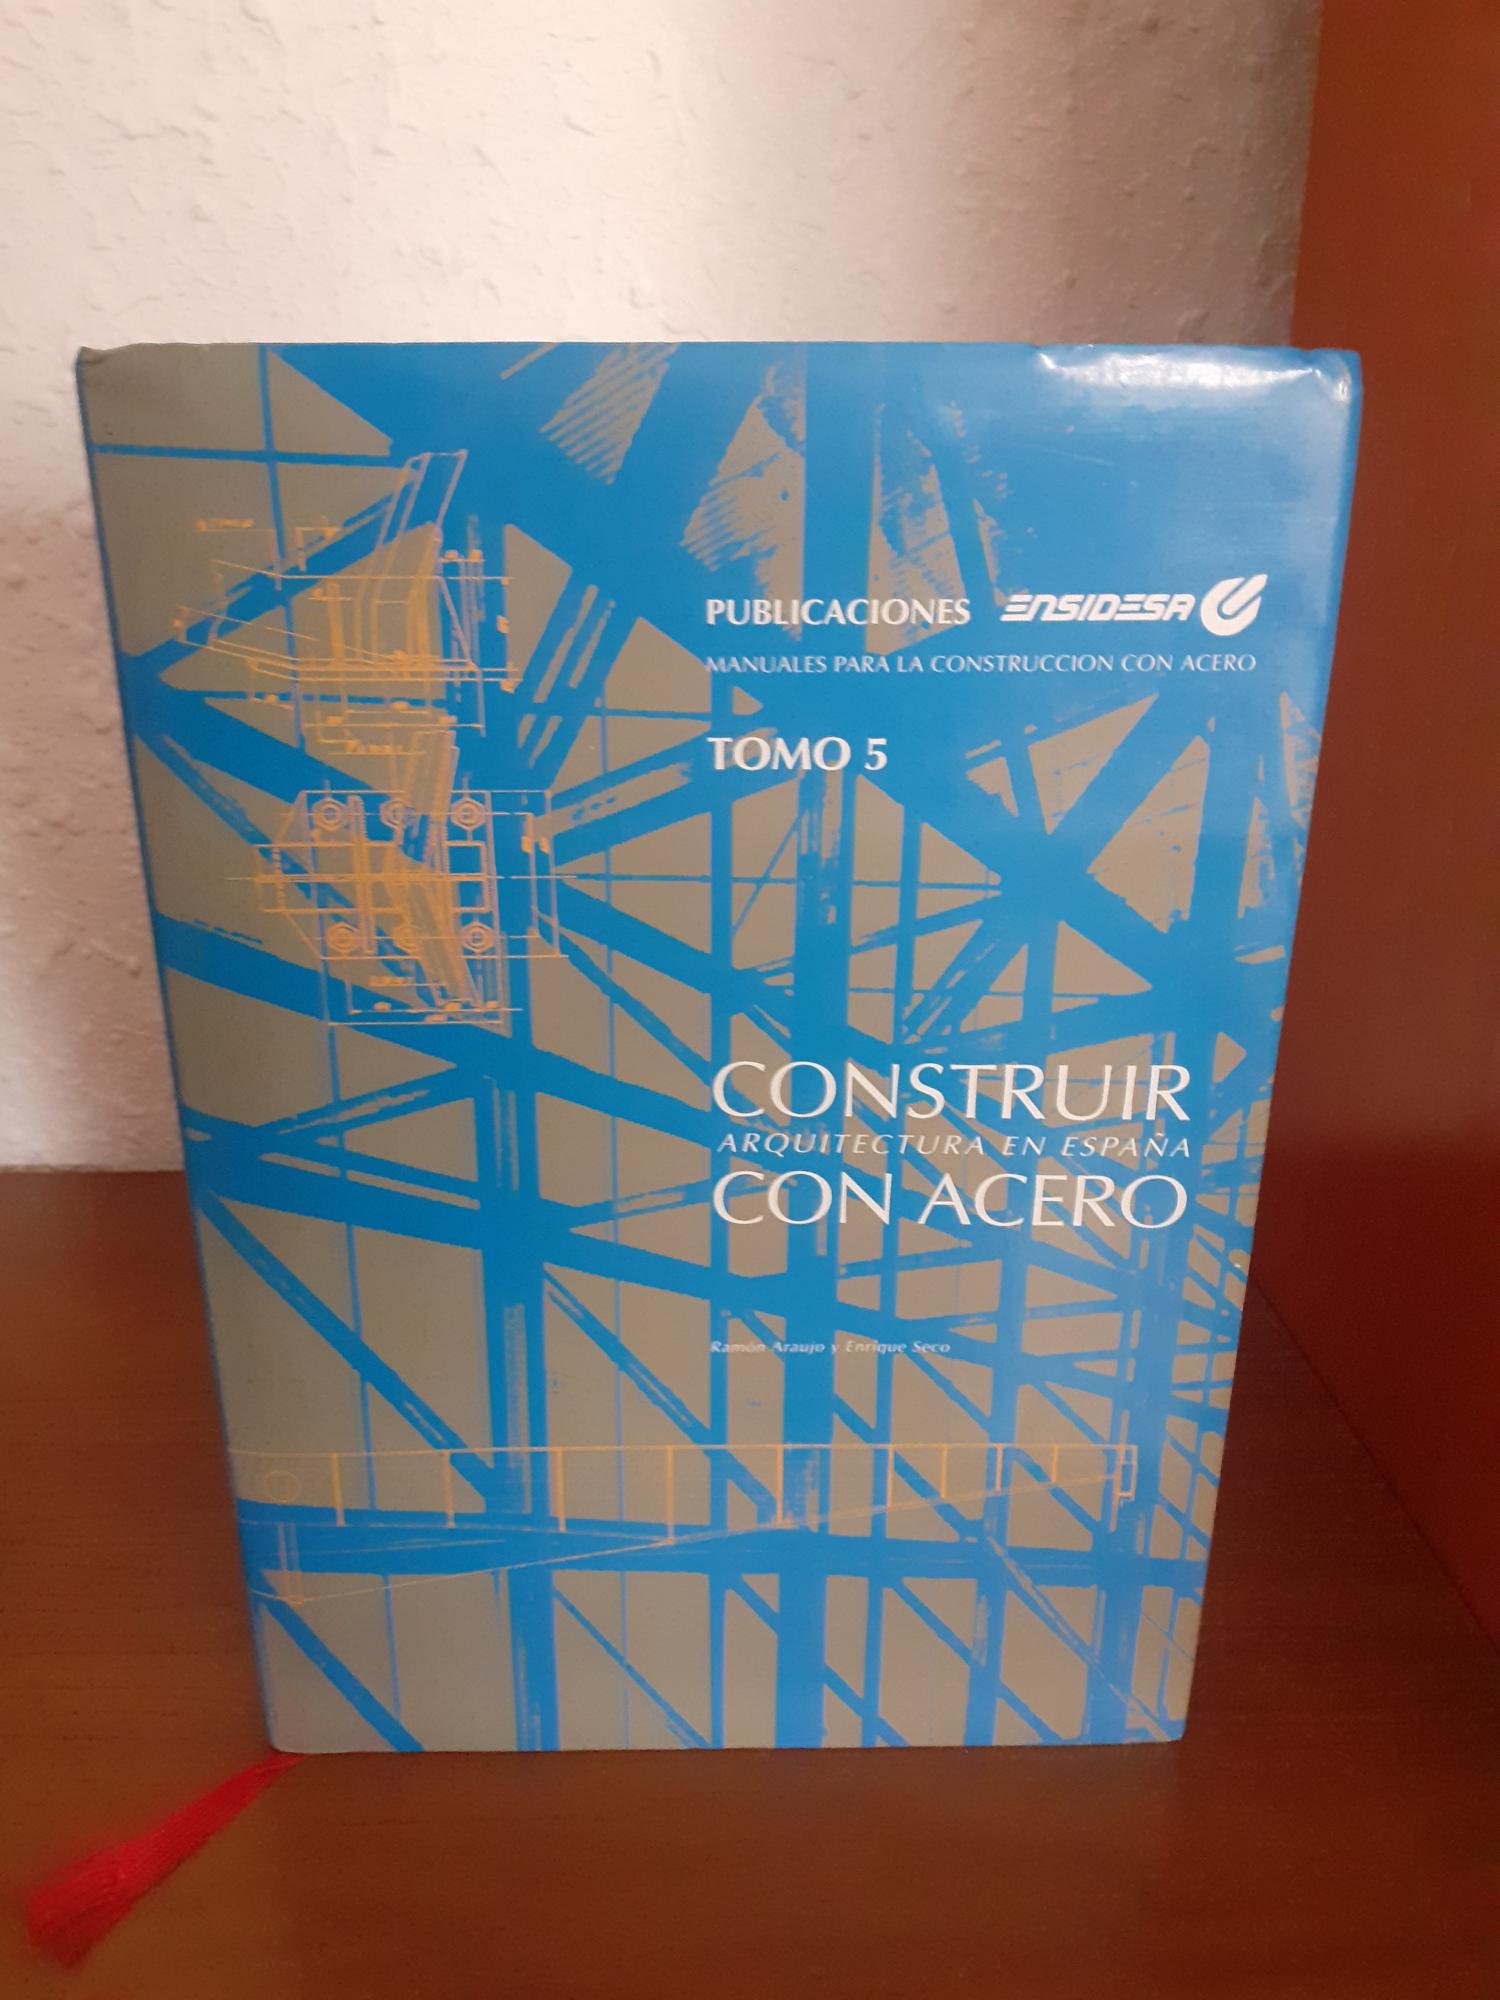 PUBLICACIONES ENSIDESA
MANUALES PARA LA CONSTRUCCION CON ACERO
TOMO 5
CONSTRUIR
ARQUITECTURA EN ESPAÑA
CON ACERO
Ramón Araujo y Enrique Seco